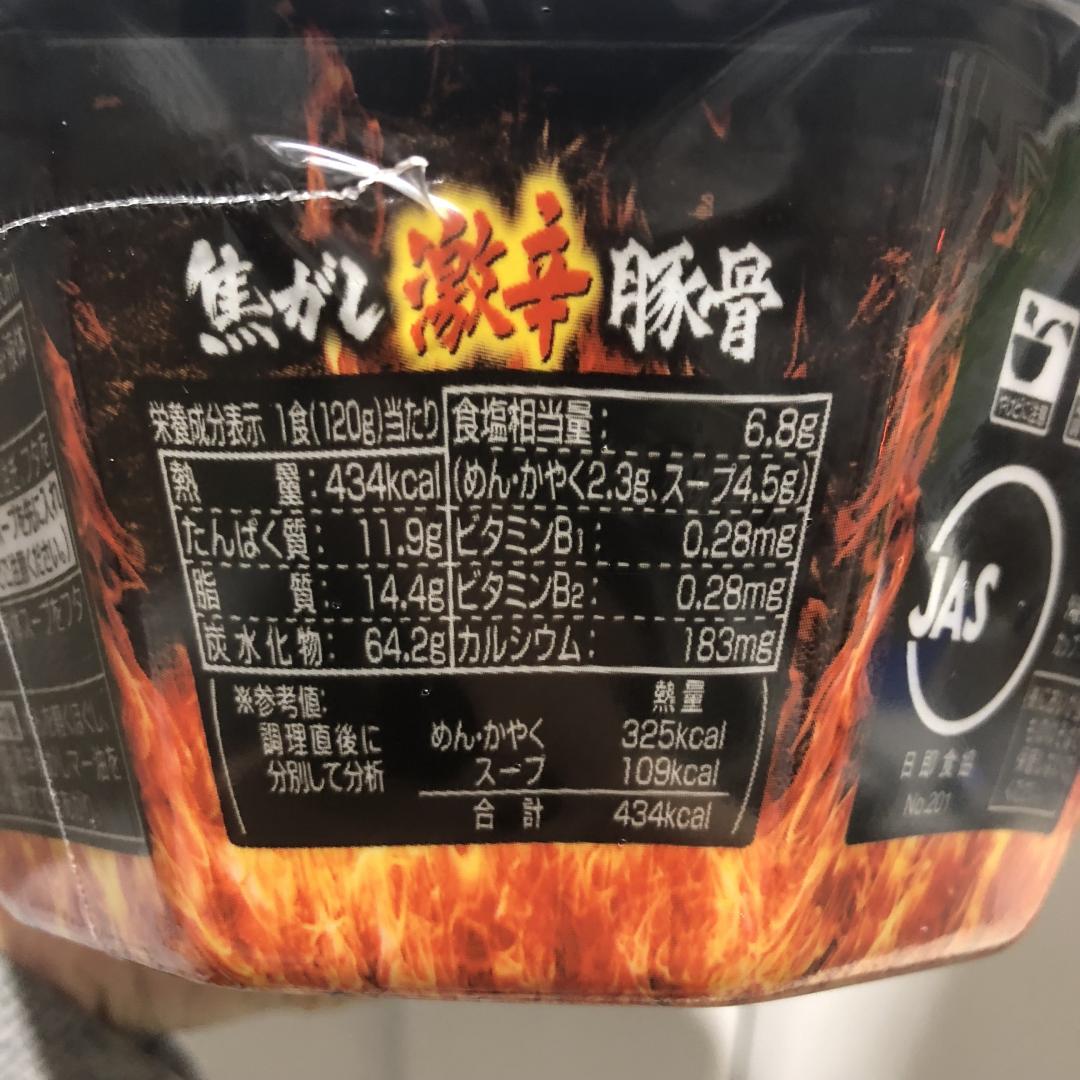 焦がし激辛豚骨
栄養成分表示 1食(120g)当たり
熱量：434kcal
たんぱく質：11.9g
脂質：14.4g
炭水化物：64.2g
食塩相当量：6.8g
(めん・かやく2.3g、スープ4.5g)
ビタミンB1：0.28mg
ビタミンB2：0.28mg
カルシウム：183mg
※参考値：
調理直後に
分別して分析
熱量
めん・かやく 325kcal
スープ 109kcal
合計 434kcal
JAS
No.201